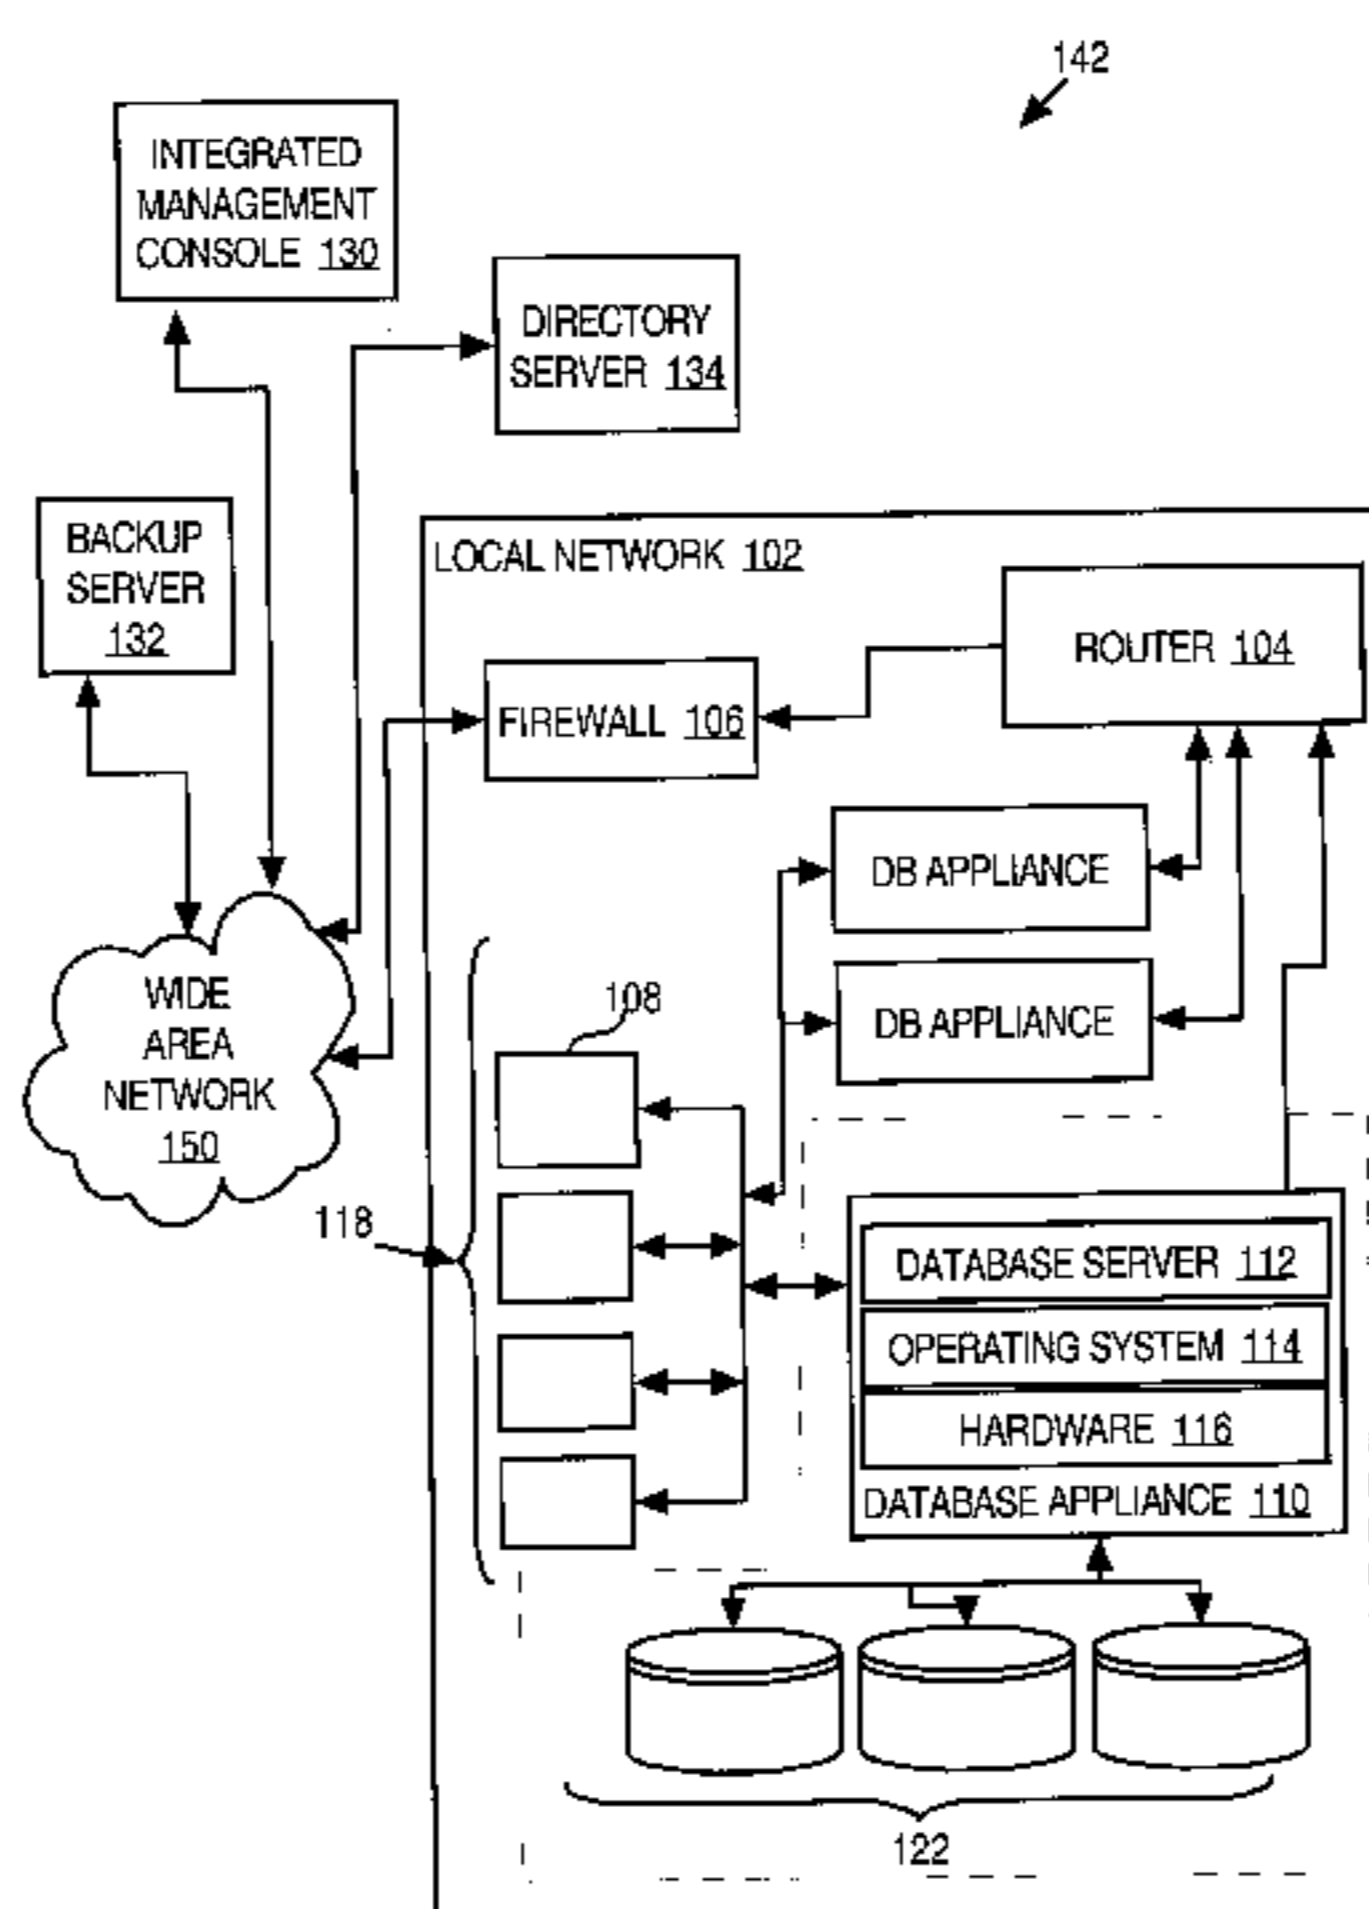 142
INTEGRATED
MANAGEMENT
CONSOLE 130
DIRECTORY
SERVER 134
BACKUP
SERVER
132
LOCAL NETWORK 102
ROUTER 104
FIREWALL 106
DB APPLIANCE
DB APPLIANCE
WIDE
AREA
NETWORK
150
108
118
DATABASE SERVER 112
OPERATING SYSTEM 114
HARDWARE 116
DATABASE APPLIANCE 110
122